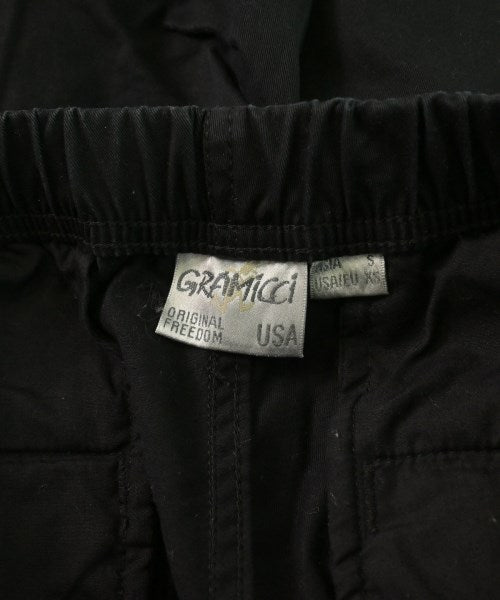 GRAMICCI
ORIGINAL
FREEDOM
USA
ASIA S
USA/EU XS